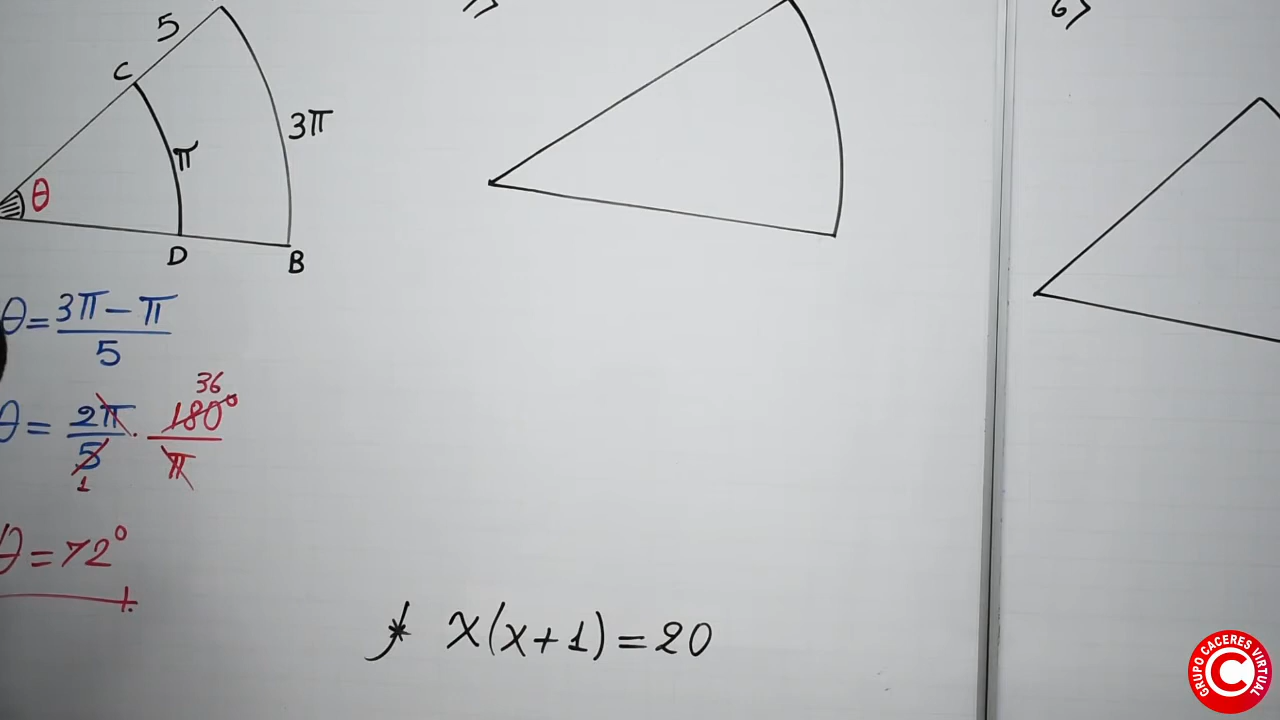 5
C
3π
π
θ
D
B
θ = 3π - π / 5
θ = 2π / 5 1 · 180° 36 / π
θ = 72°
* x(x+1) = 20
6>
GRUPO CACERES VIRTUAL
C